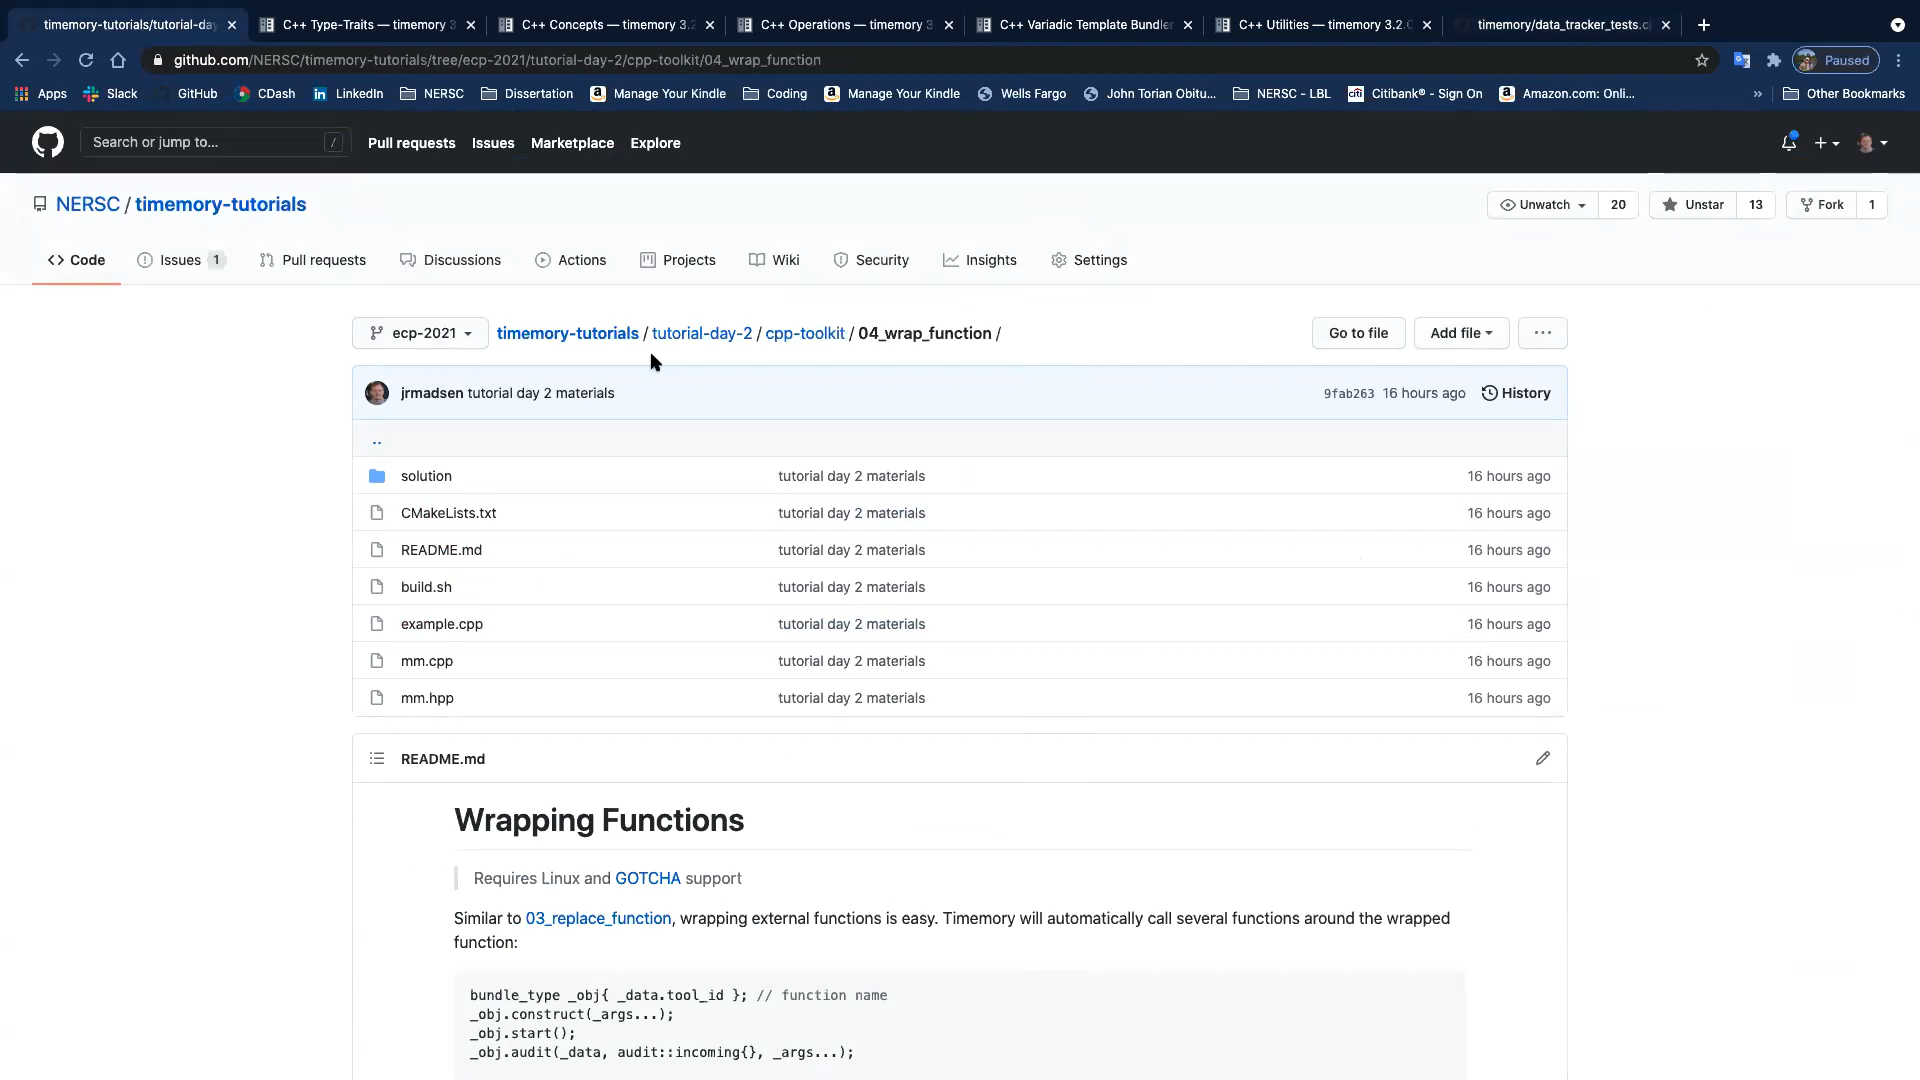 timemory-tutorials/tutorial-day
C++ Type-Traits — timemory 3
C++ Concepts — timemory 3.2
C++ Operations — timemory 3
C++ Variadic Template Bundler
C++ Utilities — timemory 3.2.0
timemory/data_tracker_tests.c
github.com/NERSC/timemory-tutorials/tree/ecp-2021/tutorial-day-2/cpp-toolkit/04_wrap_function
Paused
Apps
Slack
GitHub
CDash
LinkedIn
NERSC
Dissertation
Manage Your Kindle
Coding
Manage Your Kindle
Wells Fargo
John Torian Obitu...
NERSC - LBL
Citibank® - Sign On
Amazon.com: Onli...
»
Other Bookmarks
Search or jump to...
/
Pull requests
Issues
Marketplace
Explore
NERSC / timemory-tutorials
Unwatch
20
Unstar
13
Fork
1
Code
Issues 1
Pull requests
Discussions
Actions
Projects
Wiki
Security
Insights
Settings
ecp-2021
timemory-tutorials / tutorial-day-2 / cpp-toolkit / 04_wrap_function /
Go to file
Add file
...
jrmadsen tutorial day 2 materials
9fab263 16 hours ago
History
..
solution tutorial day 2 materials 16 hours ago
CMakeLists.txt tutorial day 2 materials 16 hours ago
README.md tutorial day 2 materials 16 hours ago
build.sh tutorial day 2 materials 16 hours ago
example.cpp tutorial day 2 materials 16 hours ago
mm.cpp tutorial day 2 materials 16 hours ago
mm.hpp tutorial day 2 materials 16 hours ago
README.md
Wrapping Functions
Requires Linux and GOTCHA support
Similar to 03_replace_function, wrapping external functions is easy. Timemory will automatically call several functions around the wrapped
function:
bundle_type _obj{ _data.tool_id }; // function name
_obj.construct(_args...);
_obj.start();
_obj.audit(_data, audit::incoming{}, _args...);